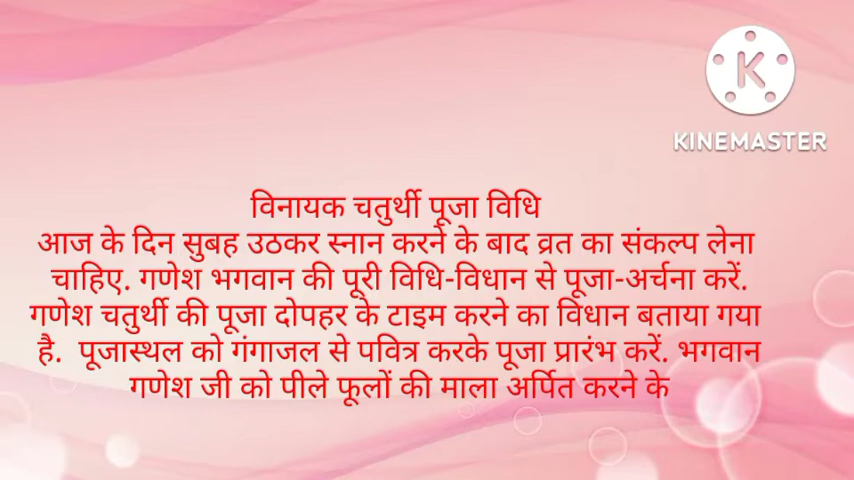 KINEMASTER
विनायक चतुर्थी पूजा विधि
आज के दिन सुबह उठकर स्नान करने के बाद व्रत का संकल्प लेना
चाहिए. गणेश भगवान की पूरी विधि-विधान से पूजा-अर्चना करें.
गणेश चतुर्थी की पूजा दोपहर के टाइम करने का विधान बताया गया
है. पूजास्थल को गंगाजल से पवित्र करके पूजा प्रारंभ करें. भगवान
गणेश जी को पीले फूलों की माला अर्पित करने के